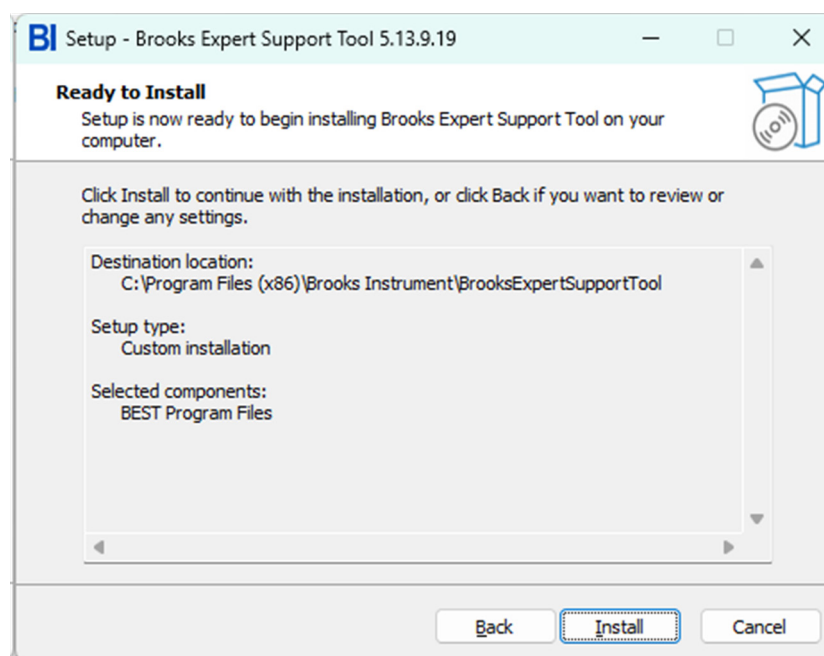 BI Setup - Brooks Expert Support Tool 5.13.9.19
Ready to Install
Setup is now ready to begin installing Brooks Expert Support Tool on your
computer.
Click Install to continue with the installation, or click Back if you want to review or
change any settings.
Destination location:
C:\Program Files (x86)\Brooks Instrument\BrooksExpertSupportTool
Setup type:
Custom installation
Selected components:
BEST Program Files
Back Install Cancel